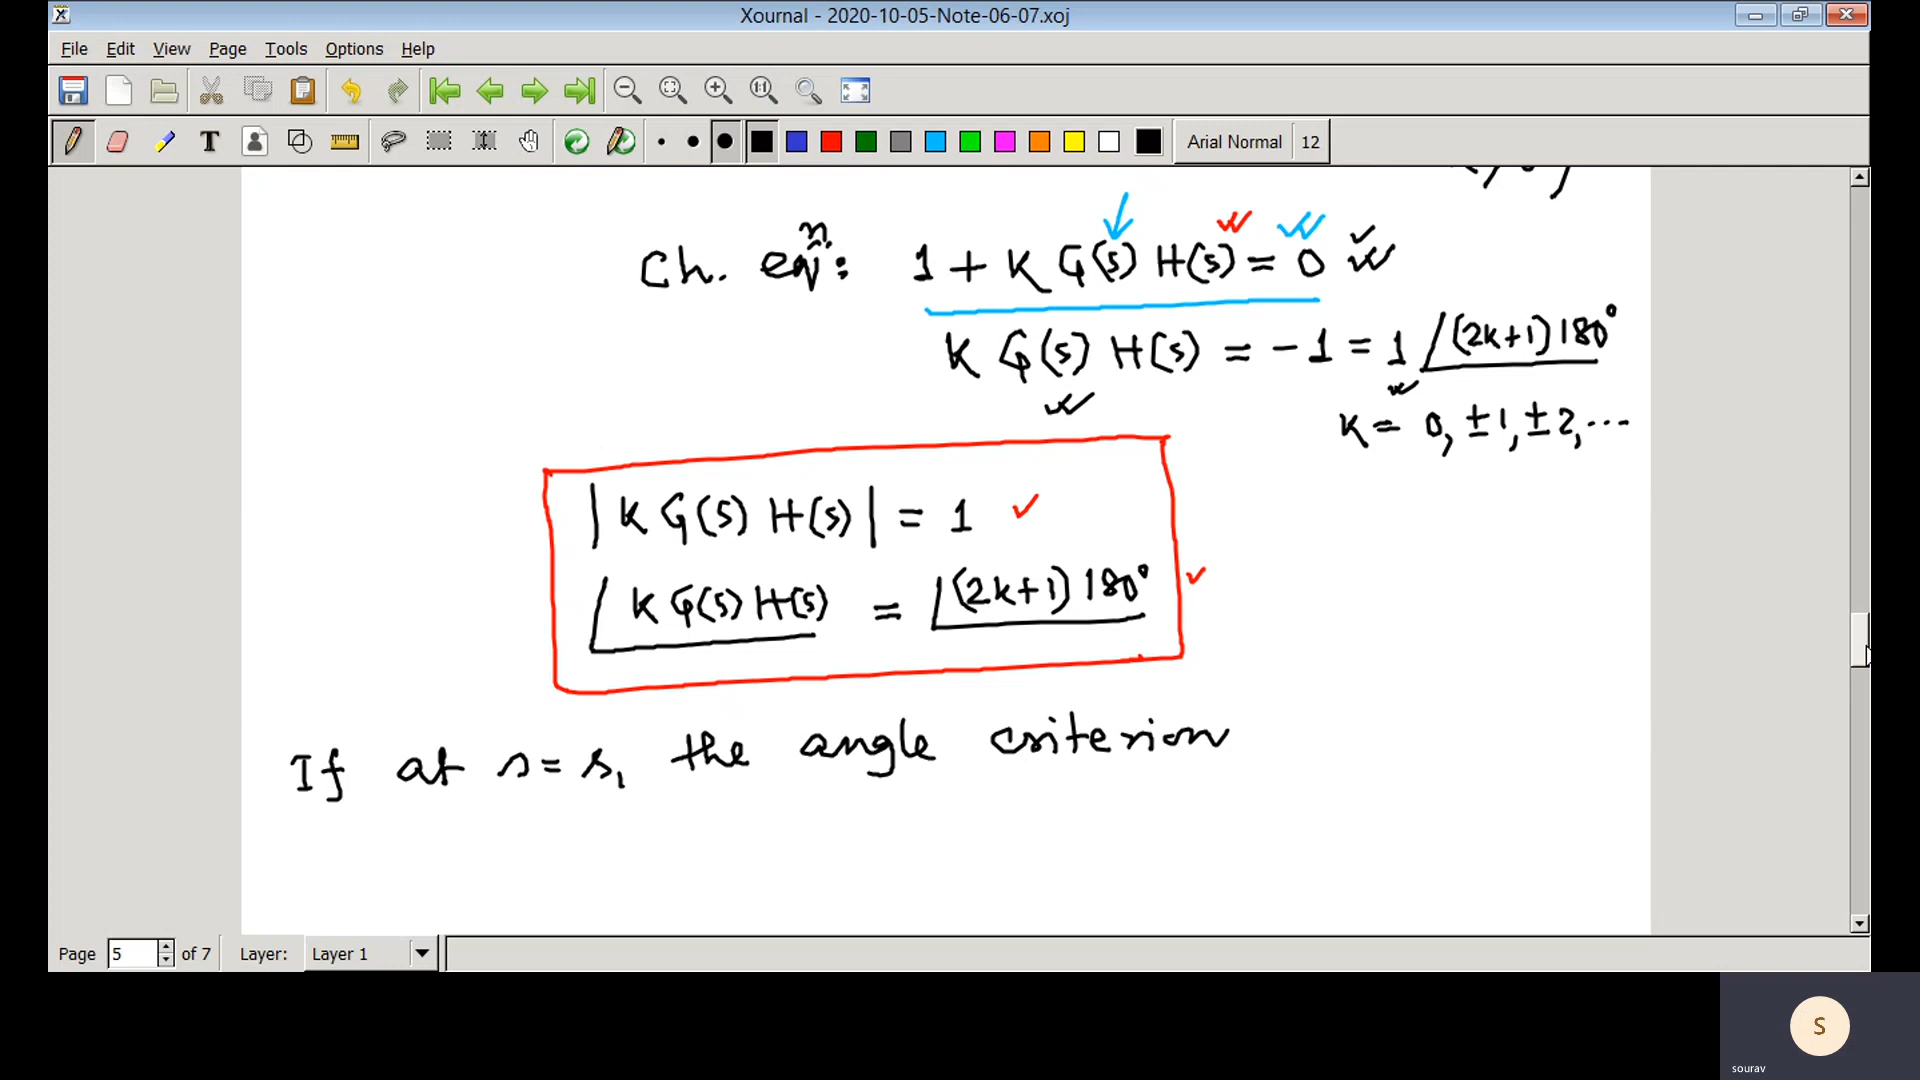 Xournal - 2020-10-05-Note-06-07.xoj
File Edit View Page Tools Options Help
Arial Normal 12
Ch. eqⁿ: 1 + K G(s) H(s) = 0
K G(s) H(s) = -1 = 1 ∠(2k+1)180°
K = 0, ±1, ±2, ...
|K G(s) H(s)| = 1
∠K G(s) H(s) = ∠(2k+1)180°
If at s = s₁ the angle criterion
Page 5 of 7 Layer: Layer 1
S
sourav